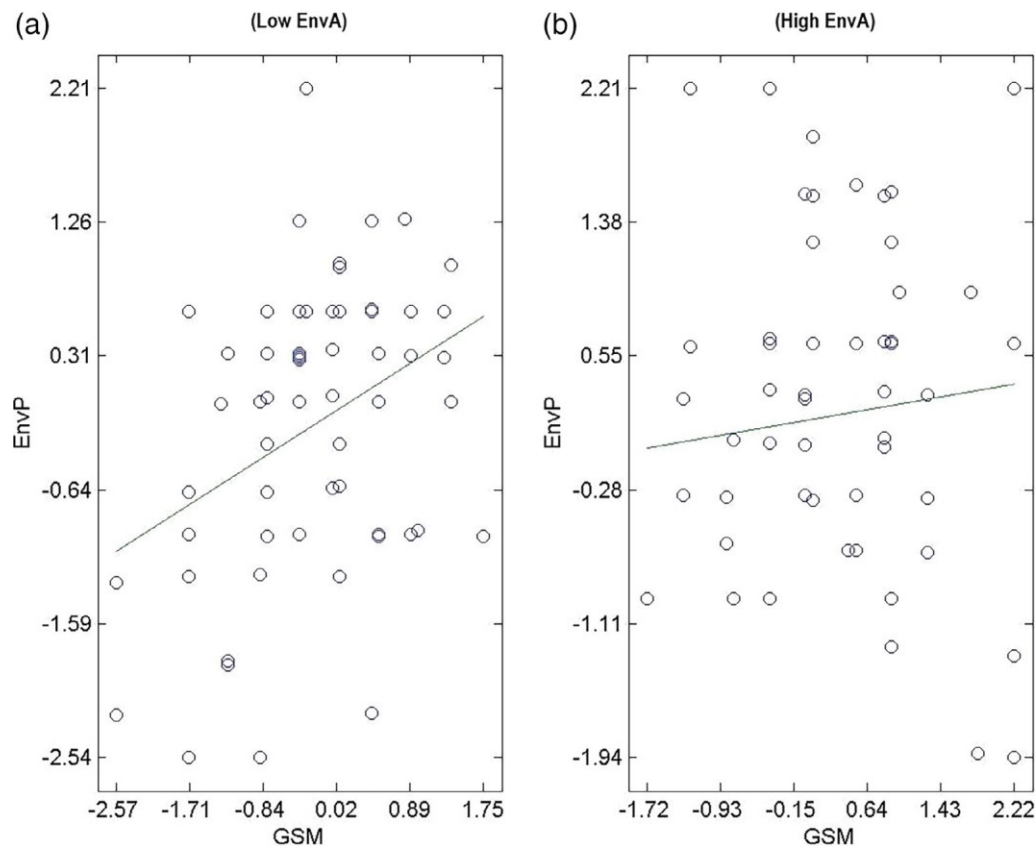 (a) (Low EnvA)
2.21
1.26
0.31
-0.64
-1.59
-2.54
EnvP
-2.57 -1.71 -0.84 0.02 0.89 1.75
GSM
(b) (High EnvA)
2.21
1.38
0.55
-0.28
-1.11
-1.94
EnvP
-1.72 -0.93 -0.15 0.64 1.43 2.22
GSM